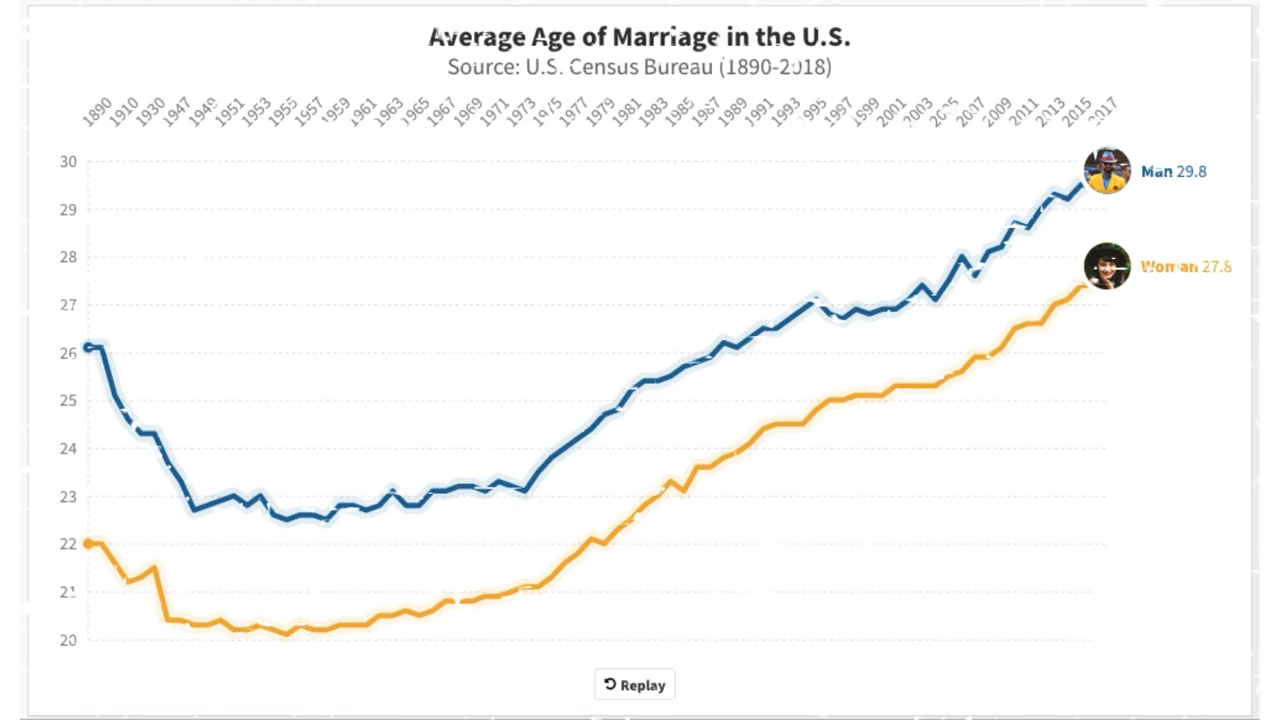 Average Age of Marriage in the U.S.
Source: U.S. Census Bureau (1890-2018)
1890 1910 1930 1947 1949 1951 1953 1955 1957 1959 1961 1963 1965 1967 1969 1971 1973 1975 1977 1979 1981 1983 1985 1987 1989 1991 1993 1995 1997 1999 2001 2003 2005 2007 2009 2011 2013 2015 2017
30
Man 29.8
29
28
Woman 27.8
27
26
25
24
23
22
21
20
Replay